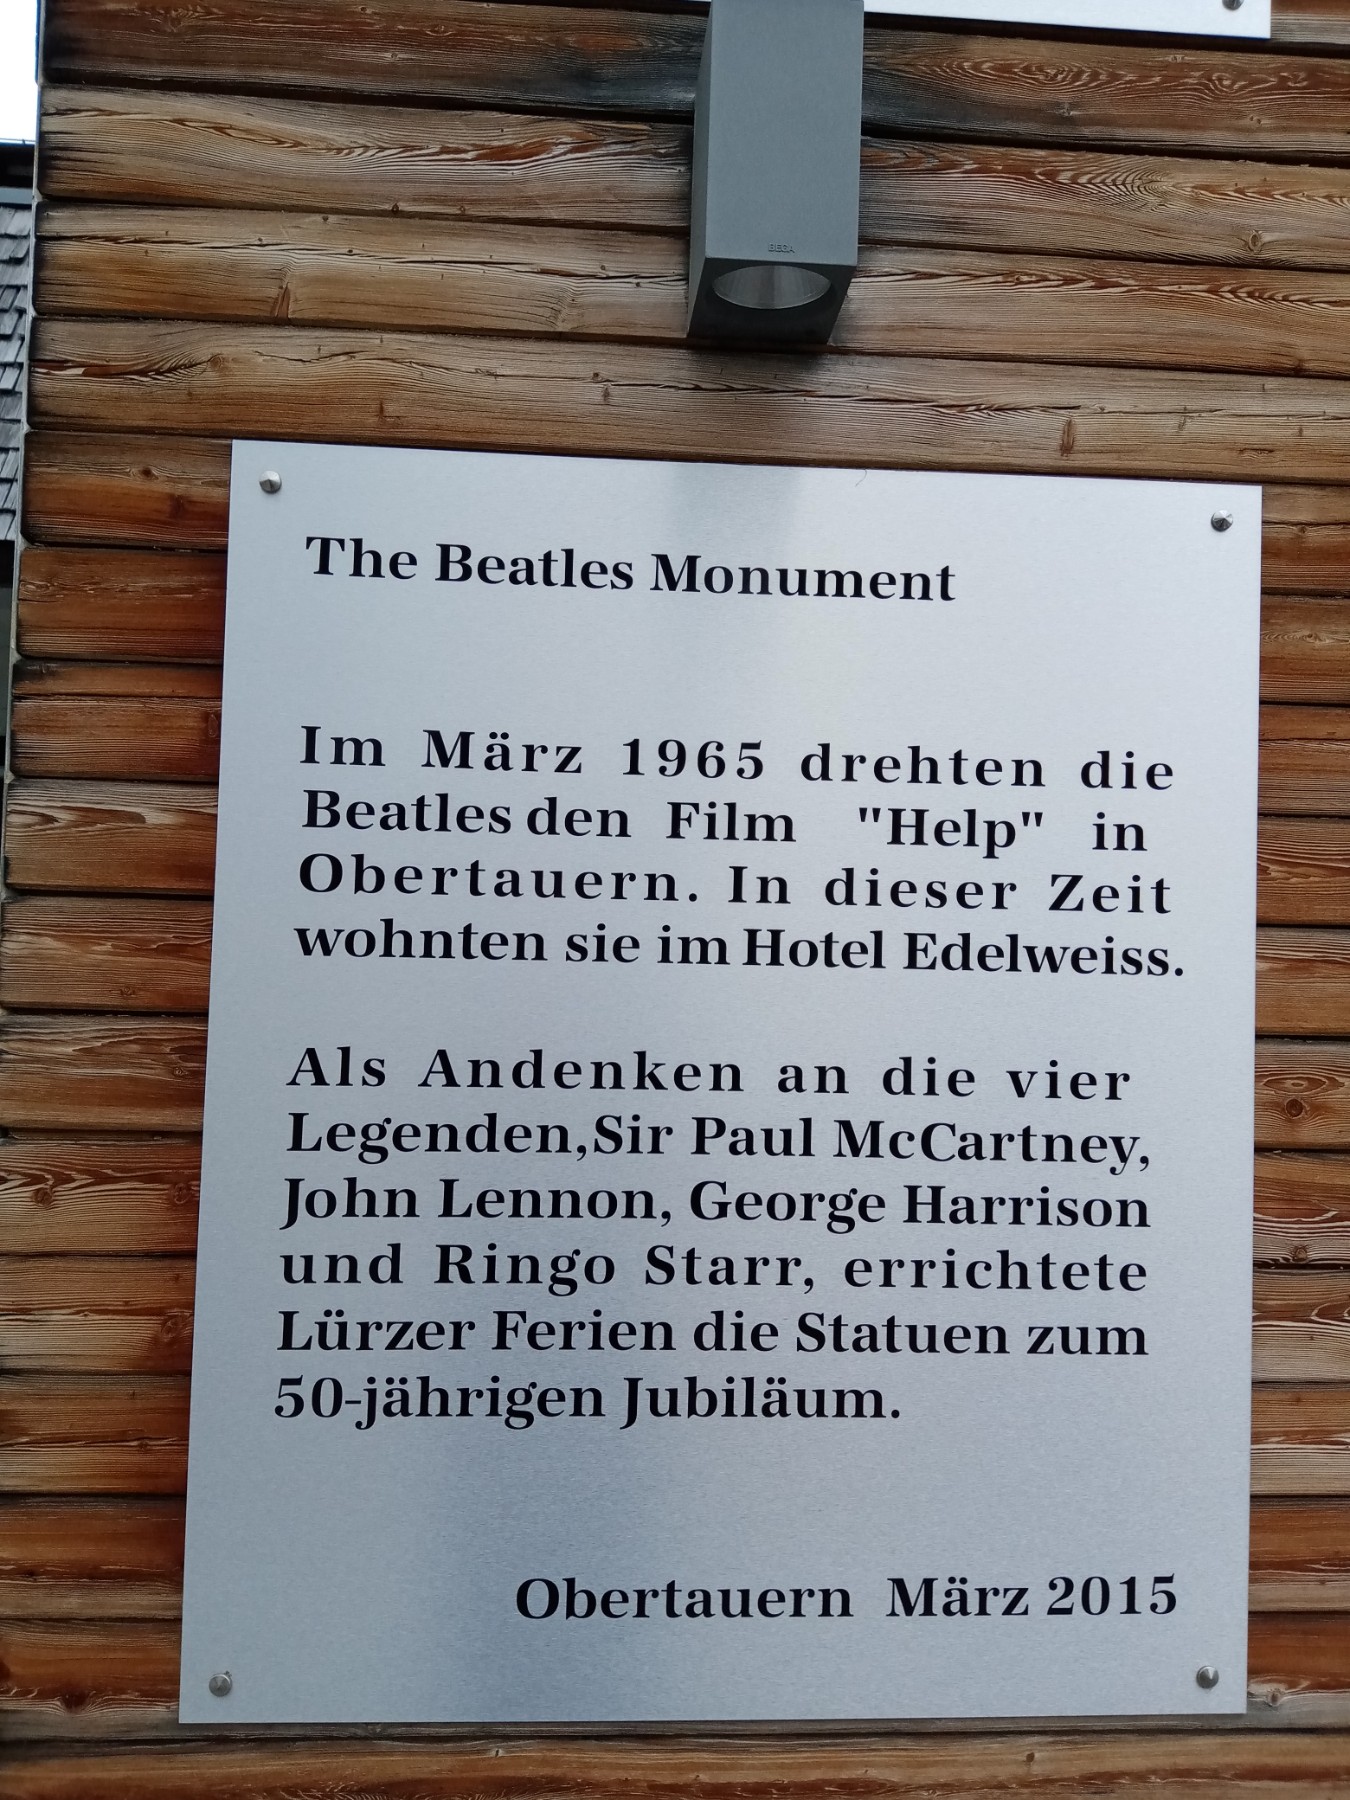 BEGA
The Beatles Monument
Im März 1965 drehten die
Beatles den Film "Help" in
Obertauern. In dieser Zeit
wohnten sie im Hotel Edelweiss.
Als Andenken an die vier
Legenden,Sir Paul McCartney,
John Lennon, George Harrison
und Ringo Starr, errichtete
Lürzer Ferien die Statuen zum
50-jährigen Jubiläum.
Obertauern März 2015